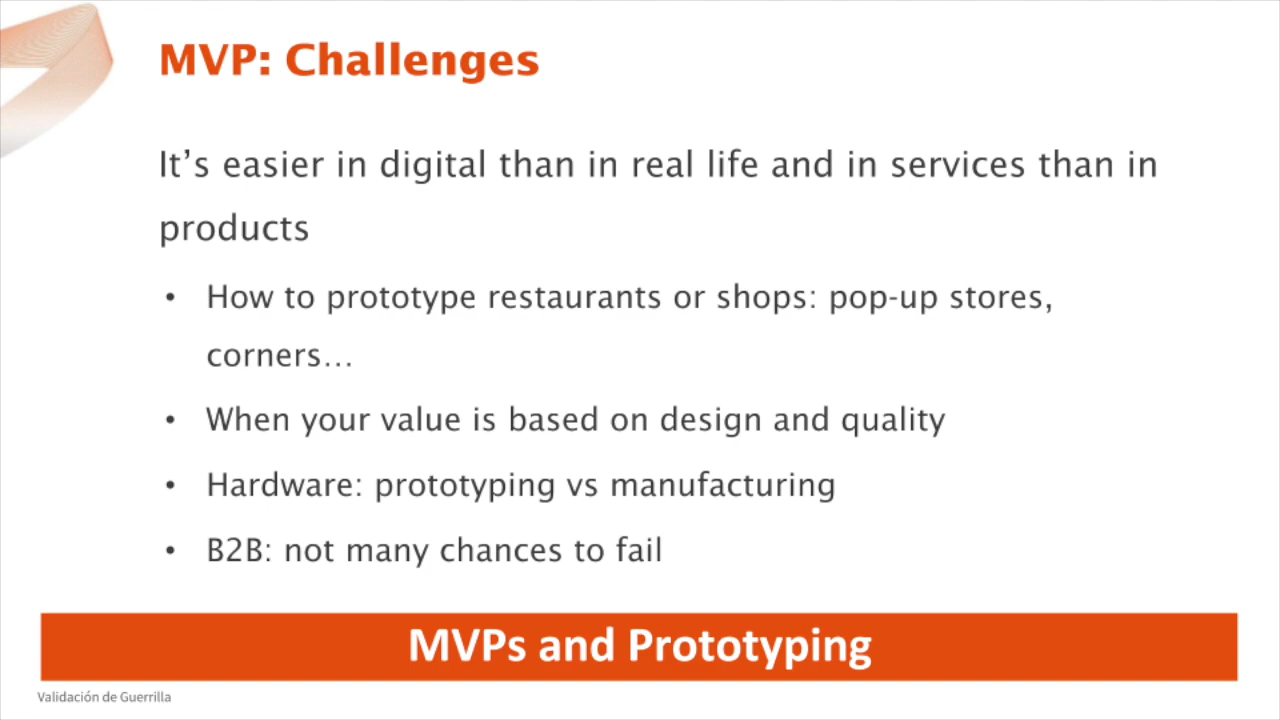 MVP: Challenges
It's easier in digital than in real life and in services than in
products
• How to prototype restaurants or shops: pop-up stores,
corners...
• When your value is based on design and quality
• Hardware: prototyping vs manufacturing
• B2B: not many chances to fail
MVPs and Prototyping
Validación de Guerrilla